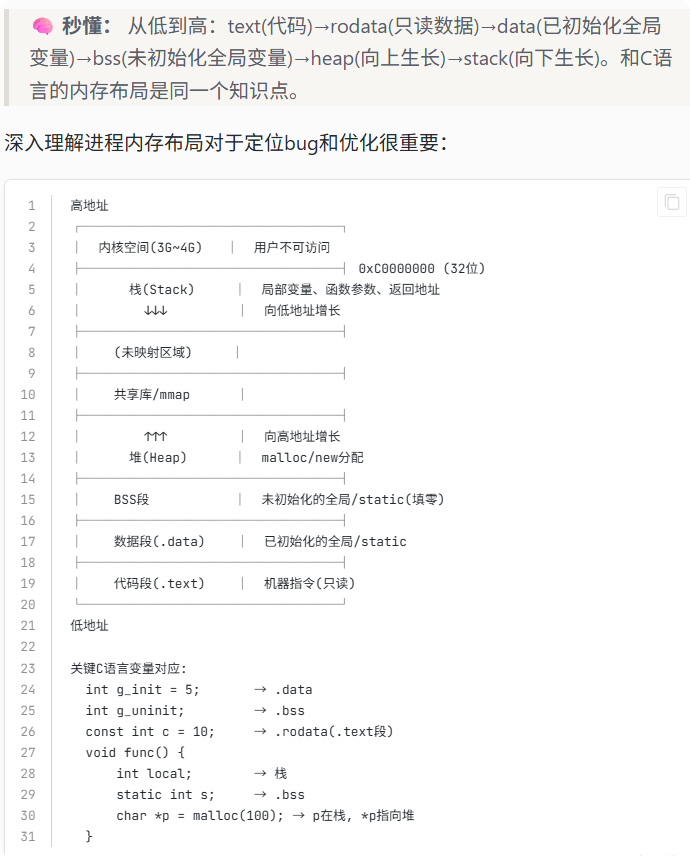 🧠 秒懂： 从低到高：text(代码)→rodata(只读数据)→data(已初始化全局
变量)→bss(未初始化全局变量)→heap(向上生长)→stack(向下生长)。和C语
言的内存布局是同一个知识点。
深入理解进程内存布局对于定位bug和优化很重要：
1 高地址
2 ┌──────────────────────────────┐
3 │ 内核空间(3G~4G) │ 用户不可访问
4 ├──────────────────────────────┤ 0xC0000000 (32位)
5 │ 栈(Stack) │ 局部变量、函数参数、返回地址
6 │ ↓↓↓ │ 向低地址增长
7 ├──────────────────────────────┤
8 │ (未映射区域) │
9 ├──────────────────────────────┤
10 │ 共享库/mmap │
11 ├──────────────────────────────┤
12 │ ↑↑↑ │ 向高地址增长
13 │ 堆(Heap) │ malloc/new分配
14 ├──────────────────────────────┤
15 │ BSS段 │ 未初始化的全局/static(填零)
16 ├──────────────────────────────┤
17 │ 数据段(.data) │ 已初始化的全局/static
18 ├──────────────────────────────┤
19 │ 代码段(.text) │ 机器指令(只读)
20 └──────────────────────────────┘
21 低地址
22
23 关键C语言变量对应:
24 int g_init = 5; → .data
25 int g_uninit; → .bss
26 const int c = 10; → .rodata(.text段)
27 void func() {
28 int local; → 栈
29 static int s; → .bss
30 char *p = malloc(100); → p在栈, *p指向堆
31 }